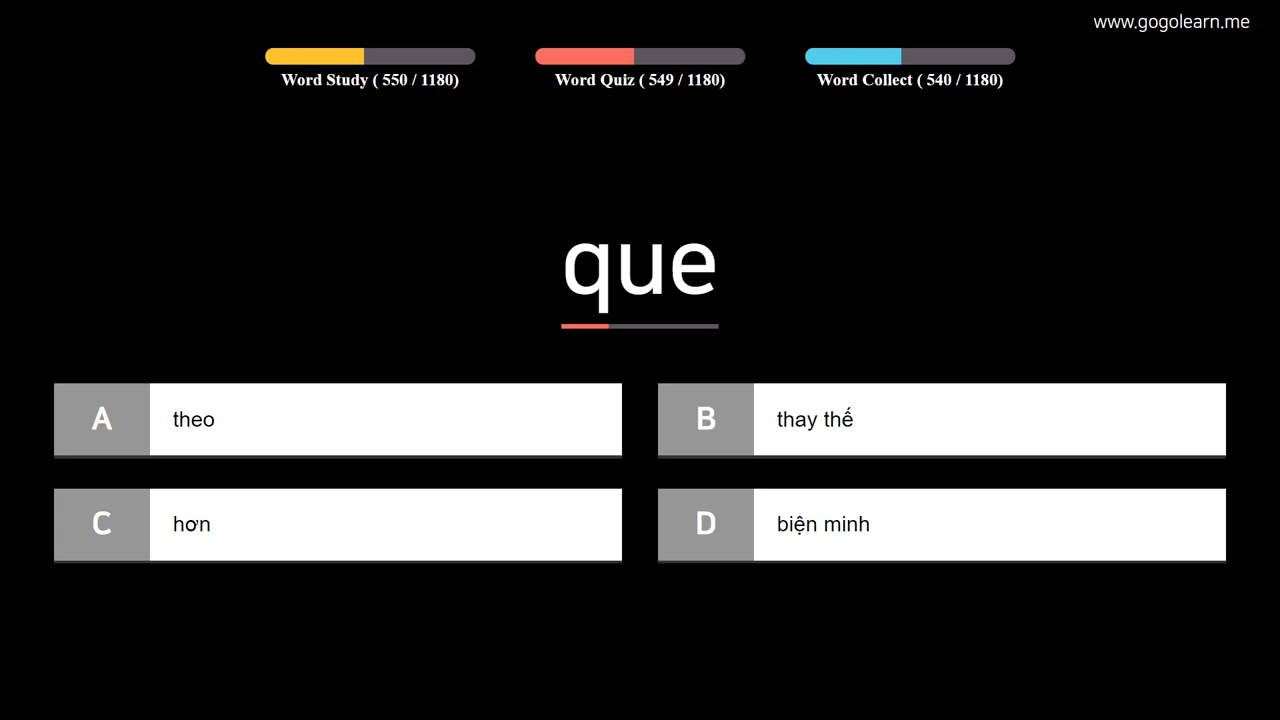 www.gogolearn.me
Word Study ( 550 / 1180)
Word Quiz ( 549 / 1180)
Word Collect ( 540 / 1180)
que
A
theo
B
thay thế
C
hơn
D
biện minh